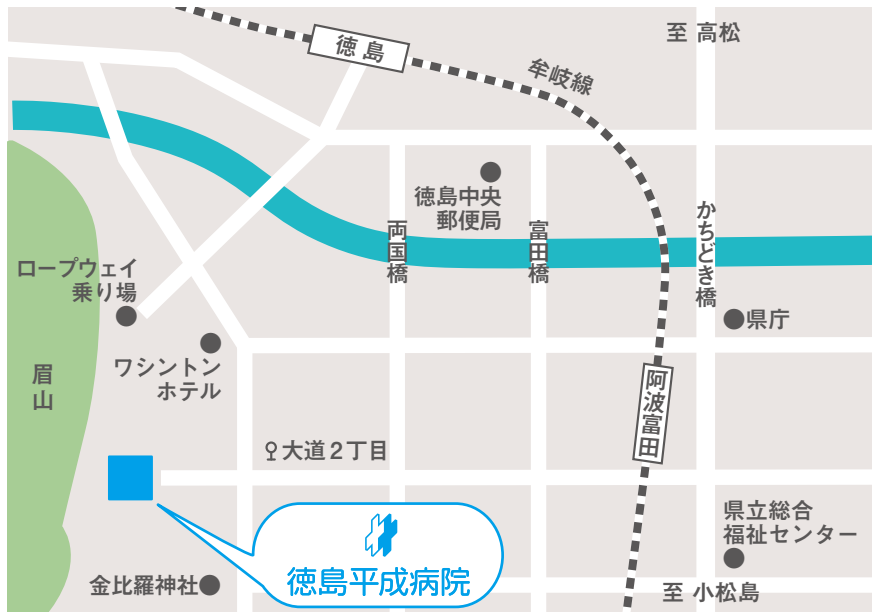 至 高松
徳島
牟岐線
徳島中央
郵便局
両国橋
富田橋
かちどき橋
ロープウェイ
乗り場
県庁
ワシントン
ホテル
眉山
阿波富田
大道2丁目
県立総合
福祉センター
徳島平成病院
金比羅神社
至 小松島